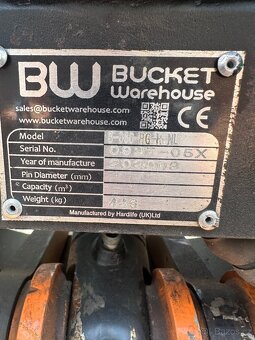 BW BUCKET
Warehouse
sales@bucketwarehouse.com
www.bucketwarehouse.com
Model
Serial No.
Year of manufacture
Pin Diameter (mm)
* Capacity (m³)
Weight (kg)
Manufactured by Hardlife (UK)Ltd